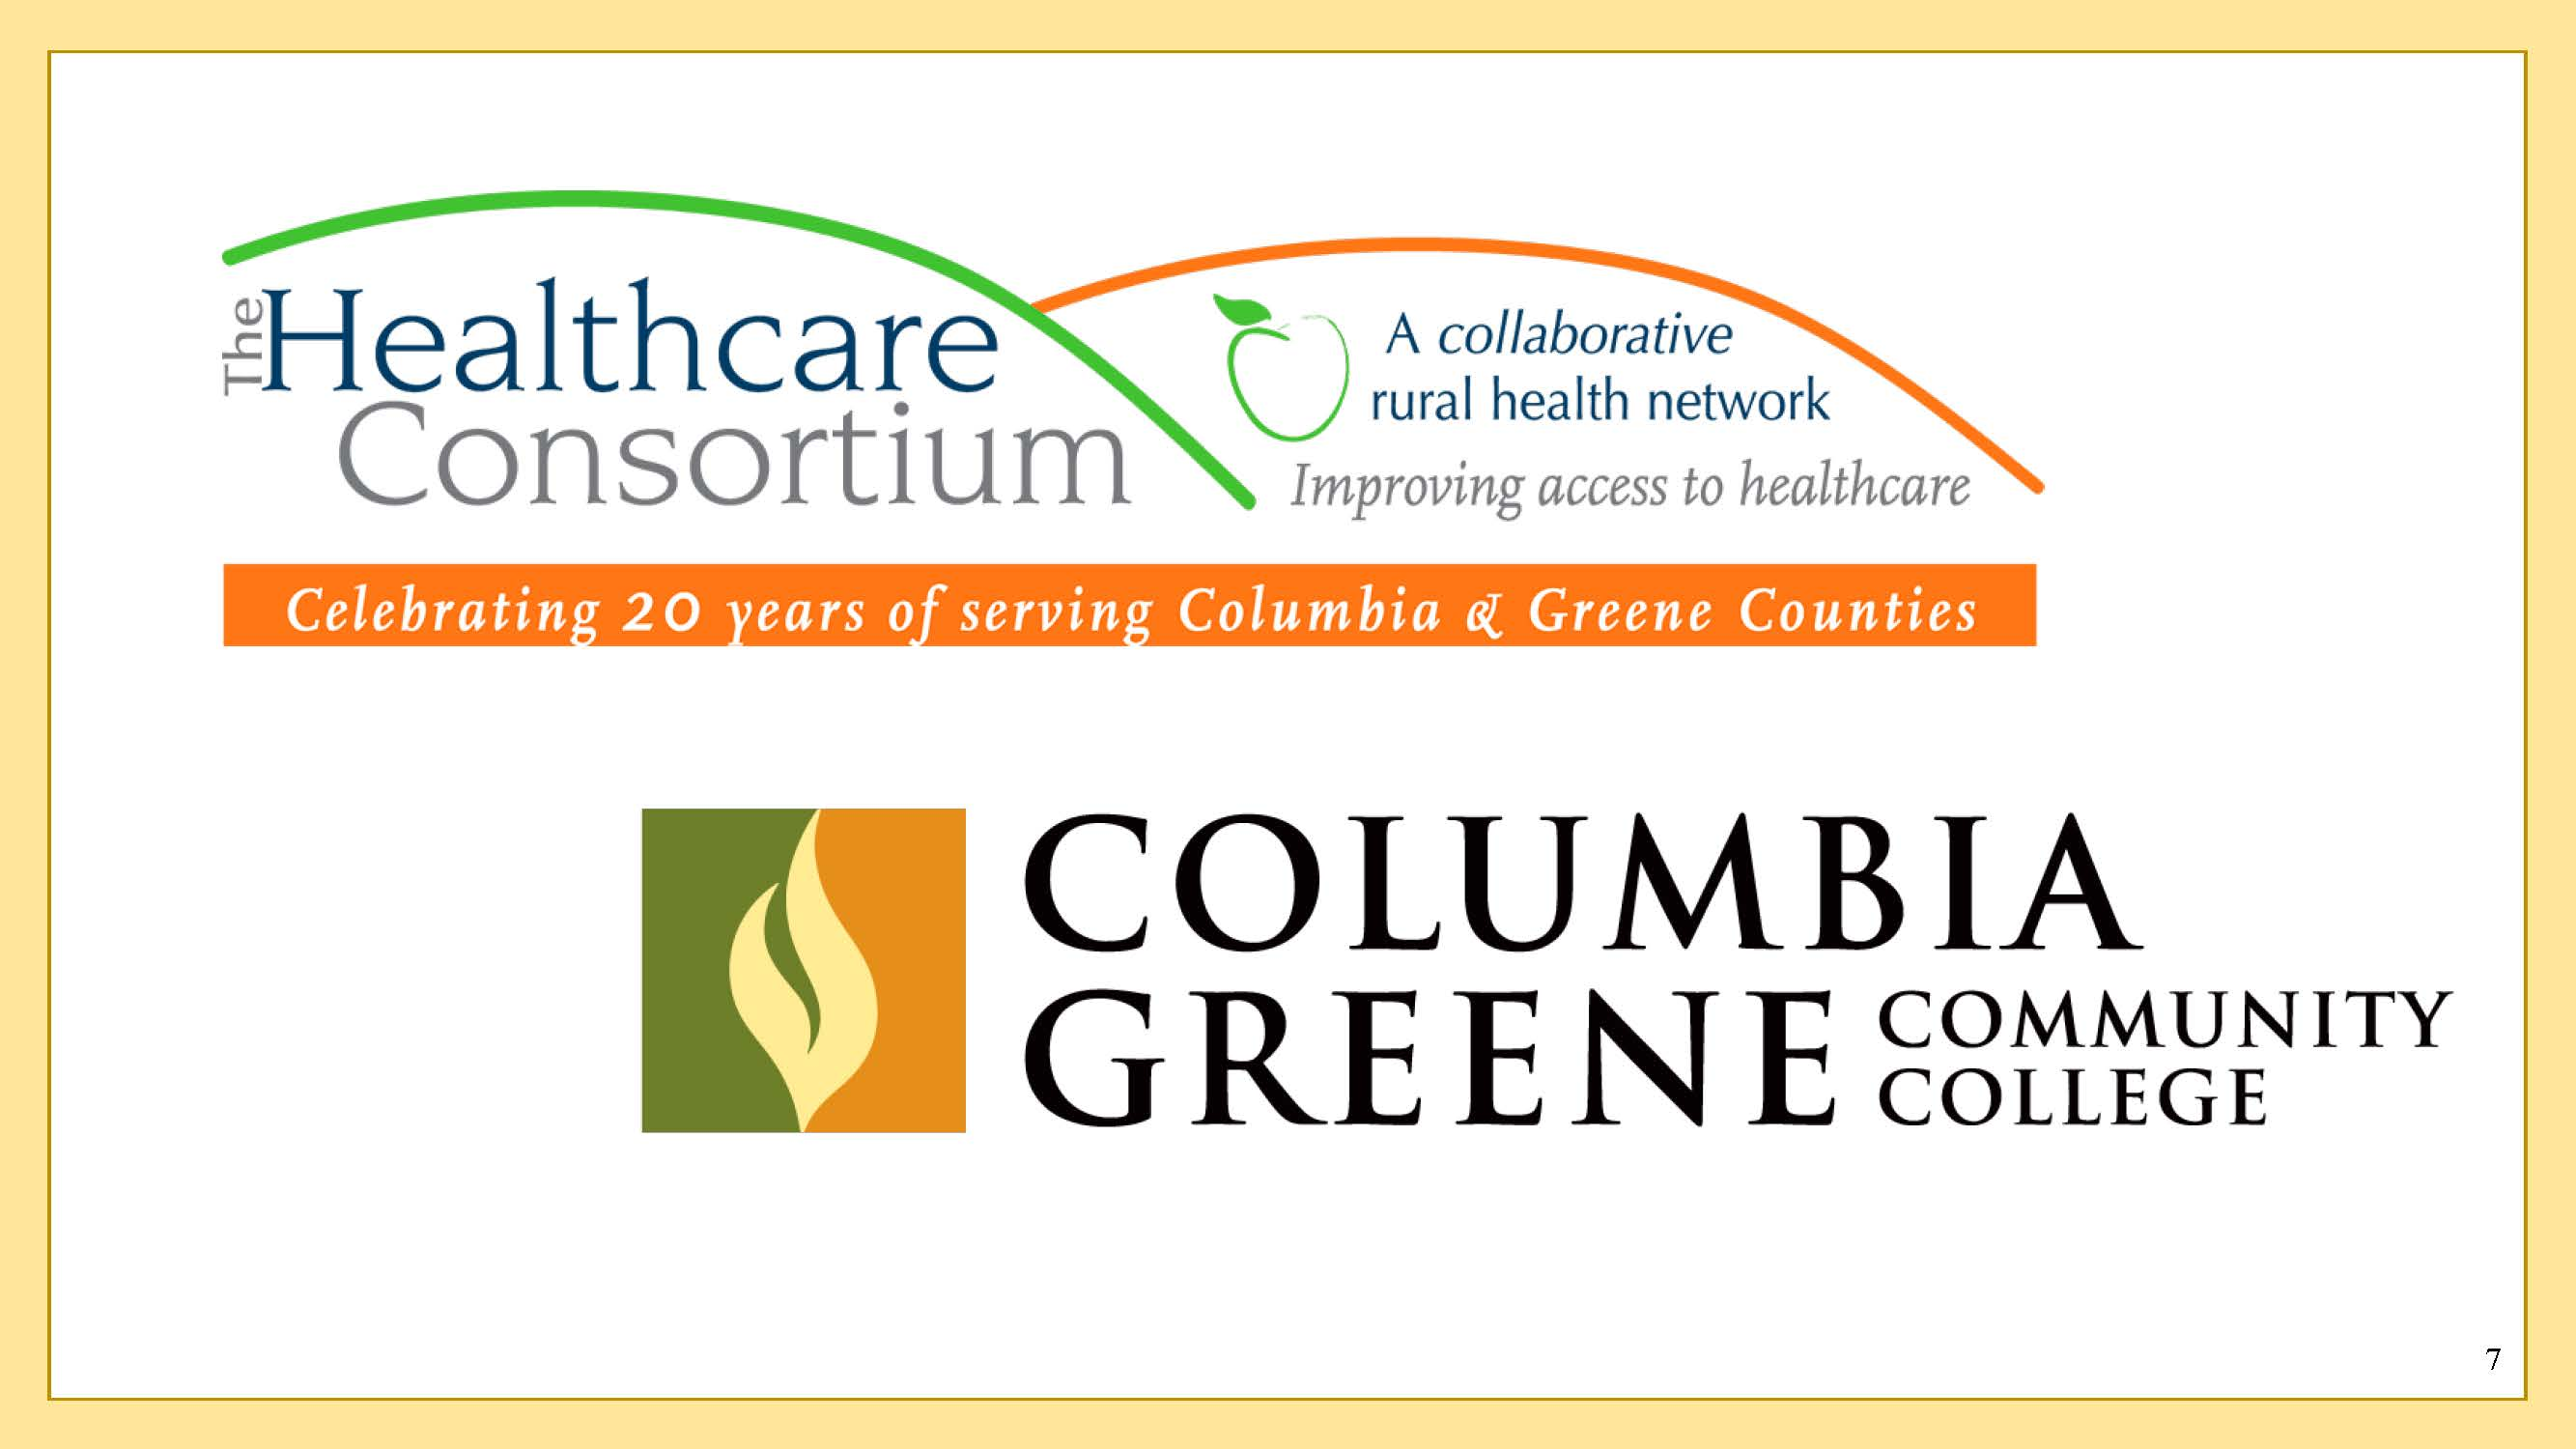 The Healthcare
Consortium
A collaborative
rural health network
Improving access to healthcare
Celebrating 20 years of serving Columbia & Greene Counties
COLUMBIA
GREENE COMMUNITY
COLLEGE
7